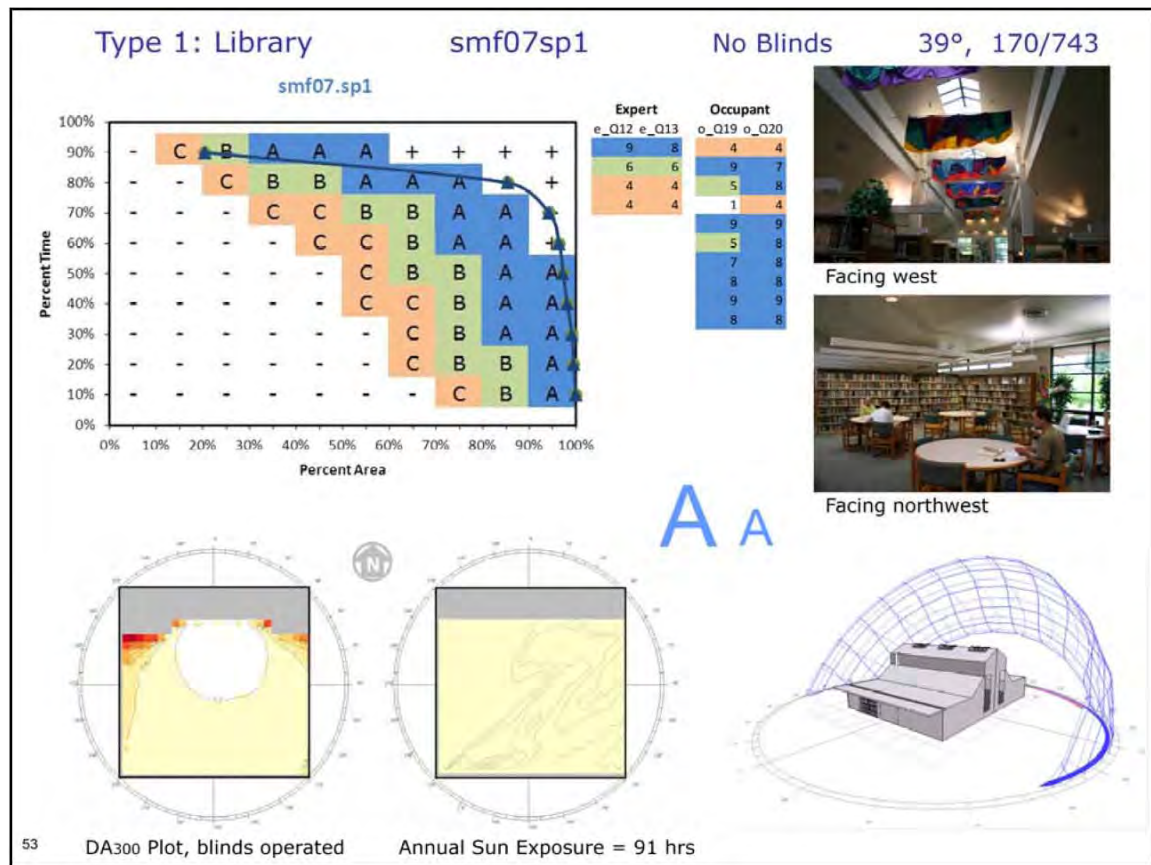 Type 1: Library smf07sp1 No Blinds 39°, 170/743
smf07.sp1
Percent Time
100%
90% - C B A A A + + + +
80% - - C B B A A A +
70% - - - C C B B A A
60% - - - - C C B A A +
50% - - - - - C B B A A
40% - - - - - C C B A A
30% - - - - - - C B A A
20% - - - - - - C B B A
10% - - - - - - - C B A
0%
0% 10% 20% 30% 40% 50% 60% 70% 80% 90% 100%
Percent Area
Expert Occupant
e_Q12 e_Q13 o_Q19 o_Q20
9 8 4 4
6 6 9 7
4 4 5 8
4 4 1 4
9 9
5 8
7 8
8 8
9 9
8 8
Facing west
Facing northwest
A A
N
53 DA300 Plot, blinds operated Annual Sun Exposure = 91 hrs